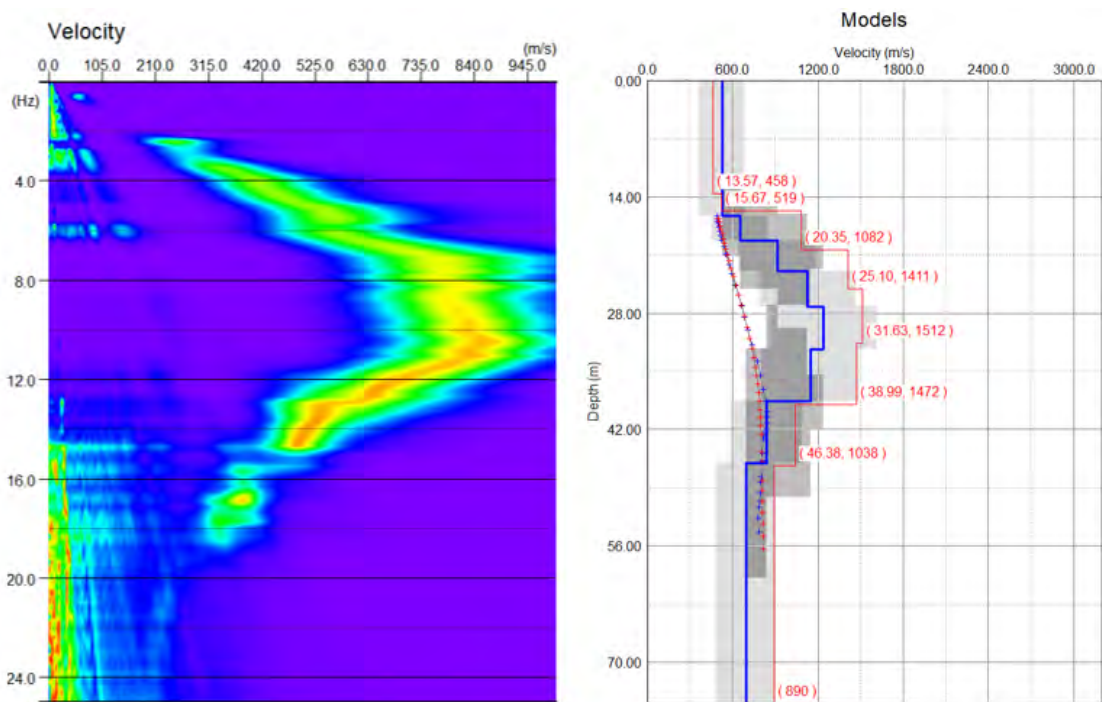 Velocity
(m/s)
0.0 105.0 210.0 315.0 420.0 525.0 630.0 735.0 840.0 945.0
0.0
(Hz)
4.0
8.0
12.0
16.0
20.0
24.0
Models
Velocity (m/s)
0.0 600.0 1200.0 1800.0 2400.0 3000.0
0.00
14.00
28.00
42.00
56.00
70.00
Depth (m)
( 13.57, 458 )
( 15.67, 519 )
( 20.35, 1082 )
( 25.10, 1411 )
( 31.63, 1512 )
( 38.99, 1472 )
( 46.38, 1038 )
( 890 )